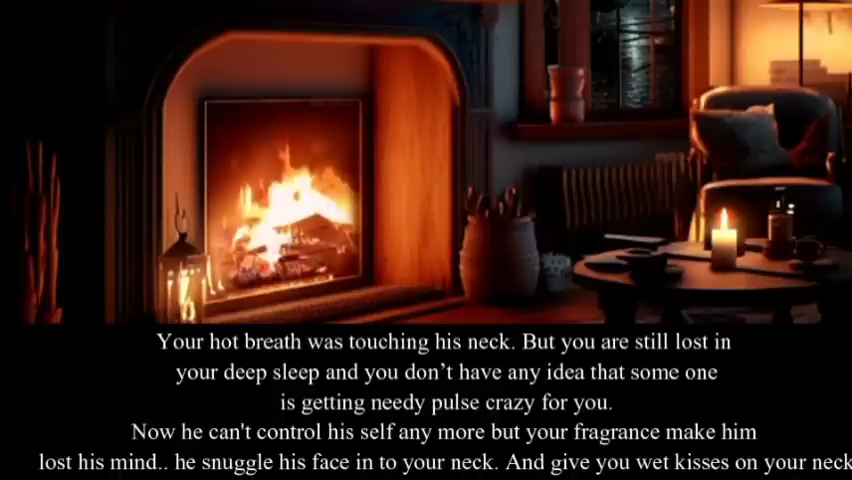 Your hot breath was touching his neck. But you are still lost in
your deep sleep and you don’t have any idea that some one
is getting needy pulse crazy for you.
Now he can't control his self any more but your fragrance make him
lost his mind.. he snuggle his face in to your neck. And give you wet kisses on your neck